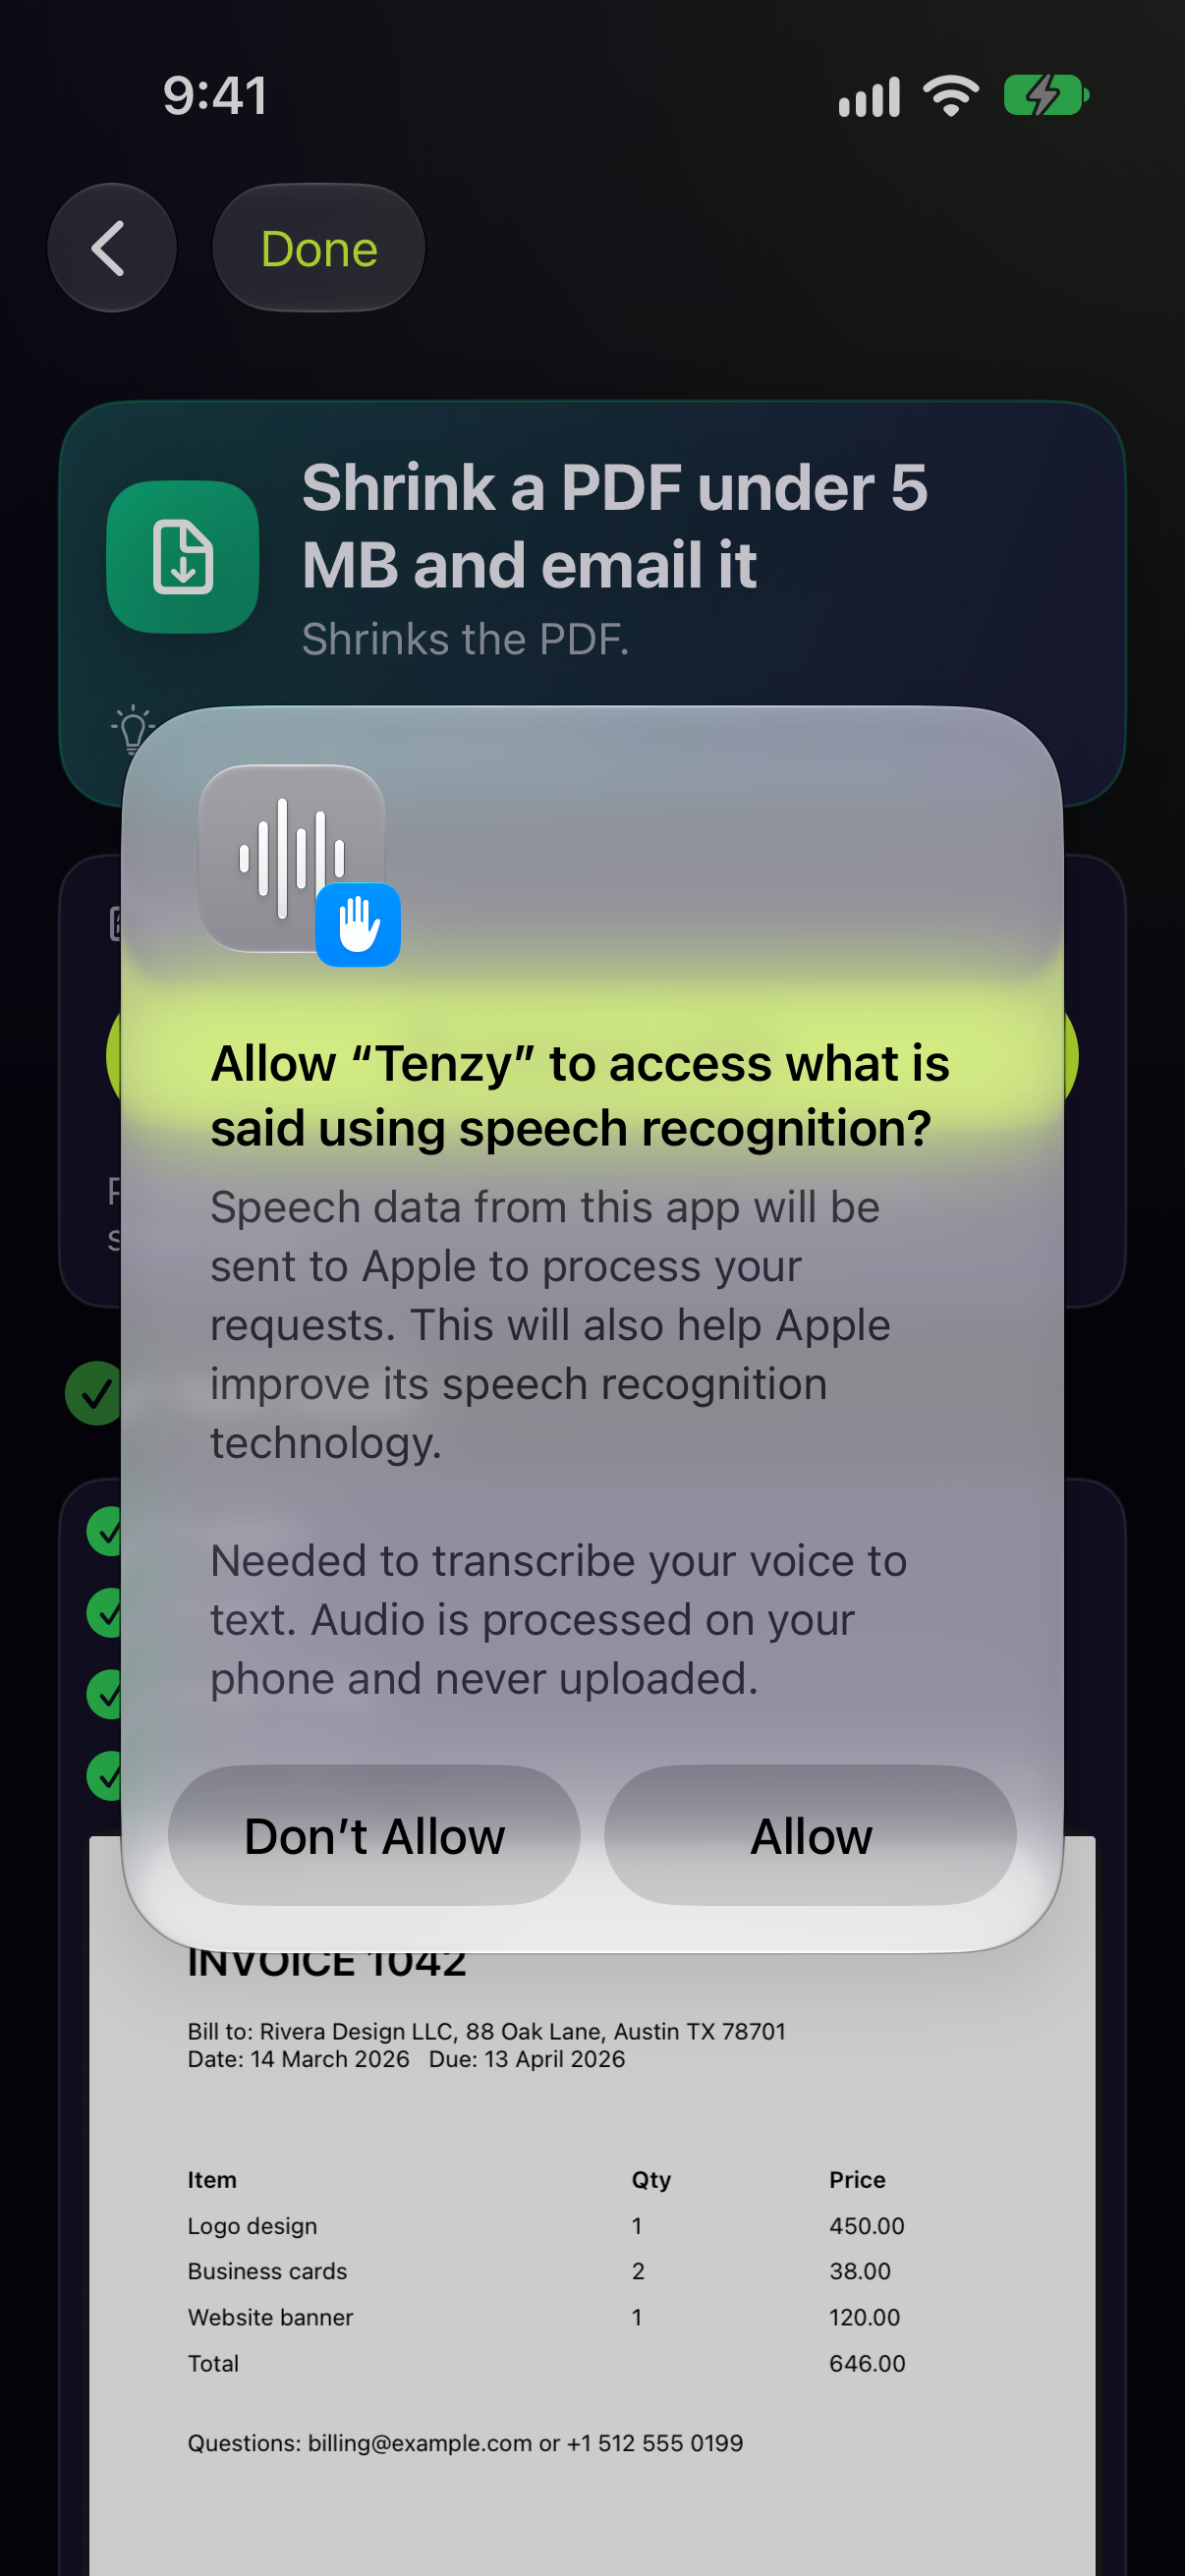 9:41
Done
Shrink a PDF under 5
MB and email it
Shrinks the PDF.
Allow “Tenzy” to access what is
said using speech recognition?
Speech data from this app will be
sent to Apple to process your
requests. This will also help Apple
improve its speech recognition
technology.
Needed to transcribe your voice to
text. Audio is processed on your
phone and never uploaded.
Don’t Allow
Allow
INVOICE 1042
Bill to: Rivera Design LLC, 88 Oak Lane, Austin TX 78701
Date: 14 March 2026 Due: 13 April 2026
Item Qty Price
Logo design 1 450.00
Business cards 2 38.00
Website banner 1 120.00
Total 646.00
Questions: billing@example.com or +1 512 555 0199